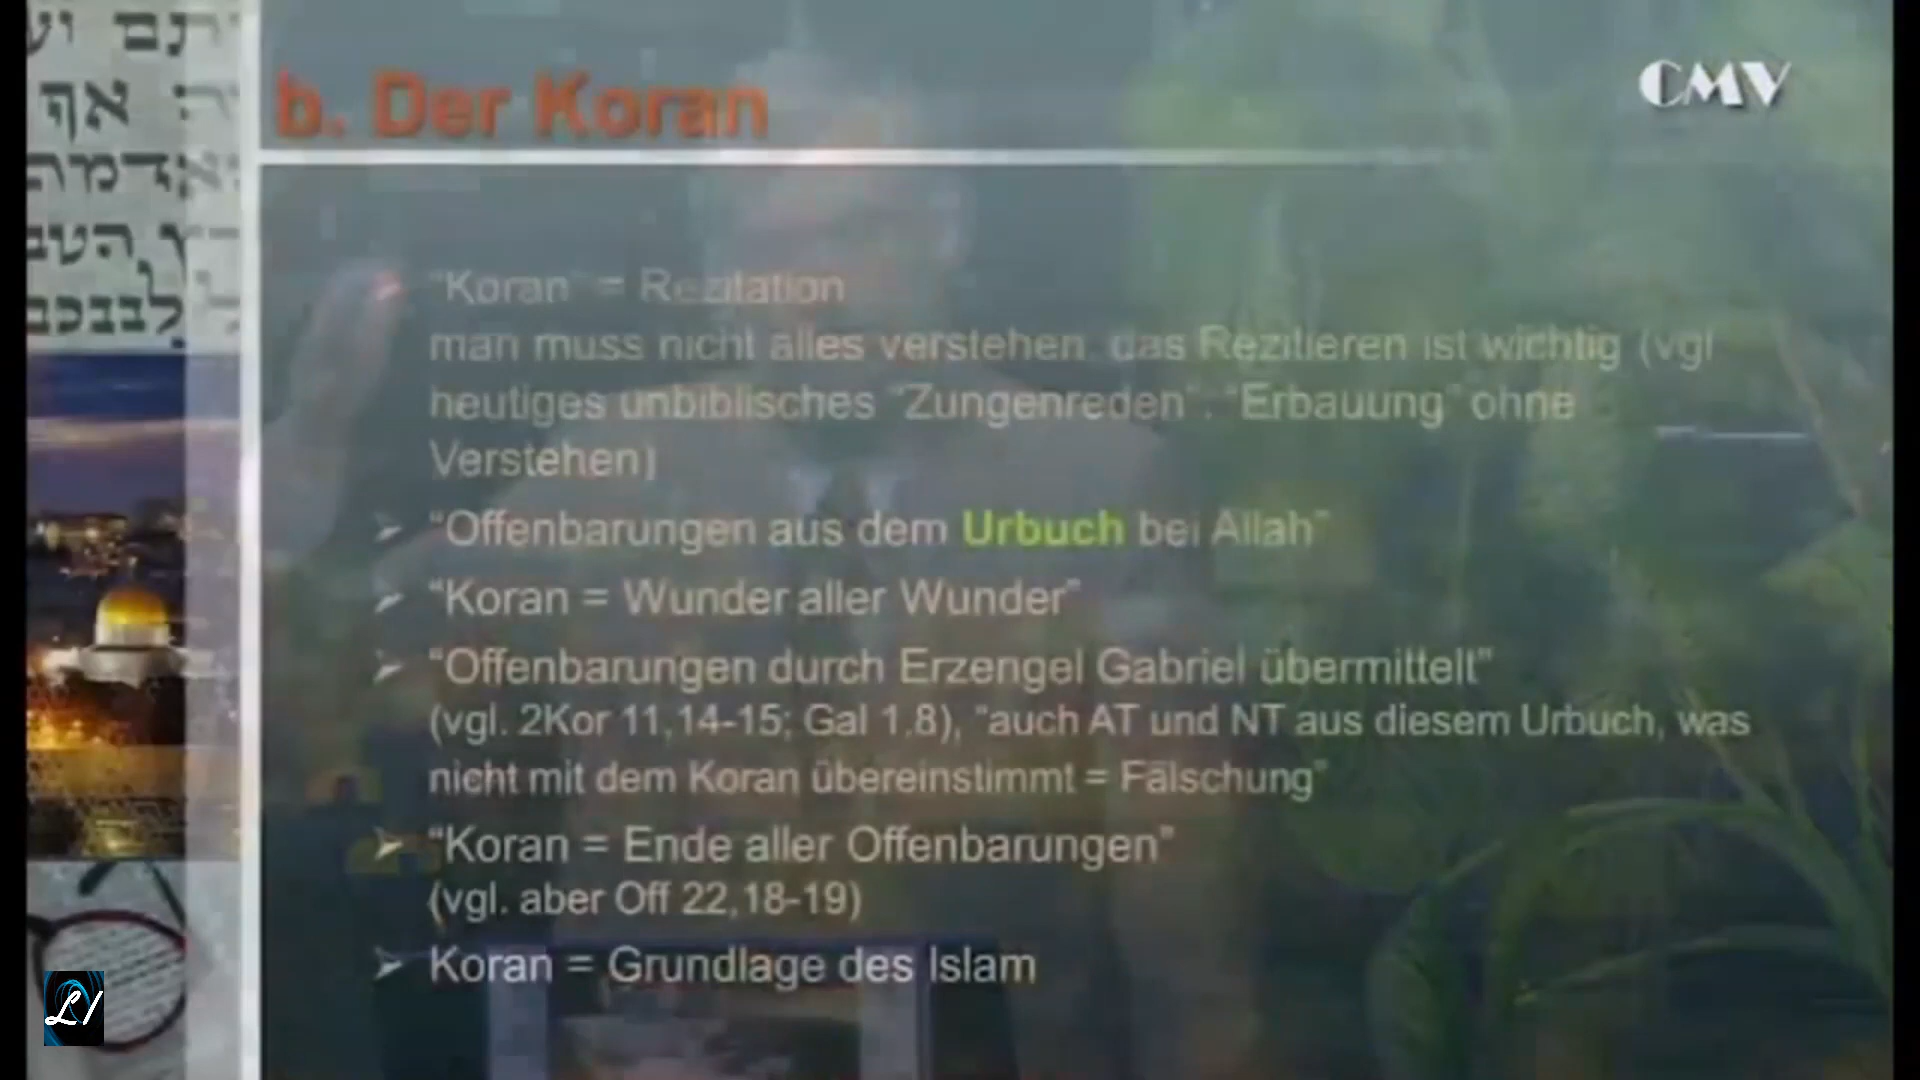 b. Der Koran
CMV
"Koran" = Rezitation
man muss nicht alles verstehen, das Rezitieren ist wichtig (vgl
heutiges unbiblisches "Zungenreden". "Erbauung" ohne
Verstehen)
"Offenbarungen aus dem Urbuch bei Allah"
"Koran = Wunder aller Wunder"
"Offenbarungen durch Erzengel Gabriel übermittelt"
(vgl. 2Kor 11,14-15; Gal 1,8), "auch AT und NT aus diesem Urbuch, was
nicht mit dem Koran übereinstimmt = Fälschung"
"Koran = Ende aller Offenbarungen"
(vgl. aber Off 22,18-19)
Koran = Grundlage des Islam
אף
הטב
לבבכם